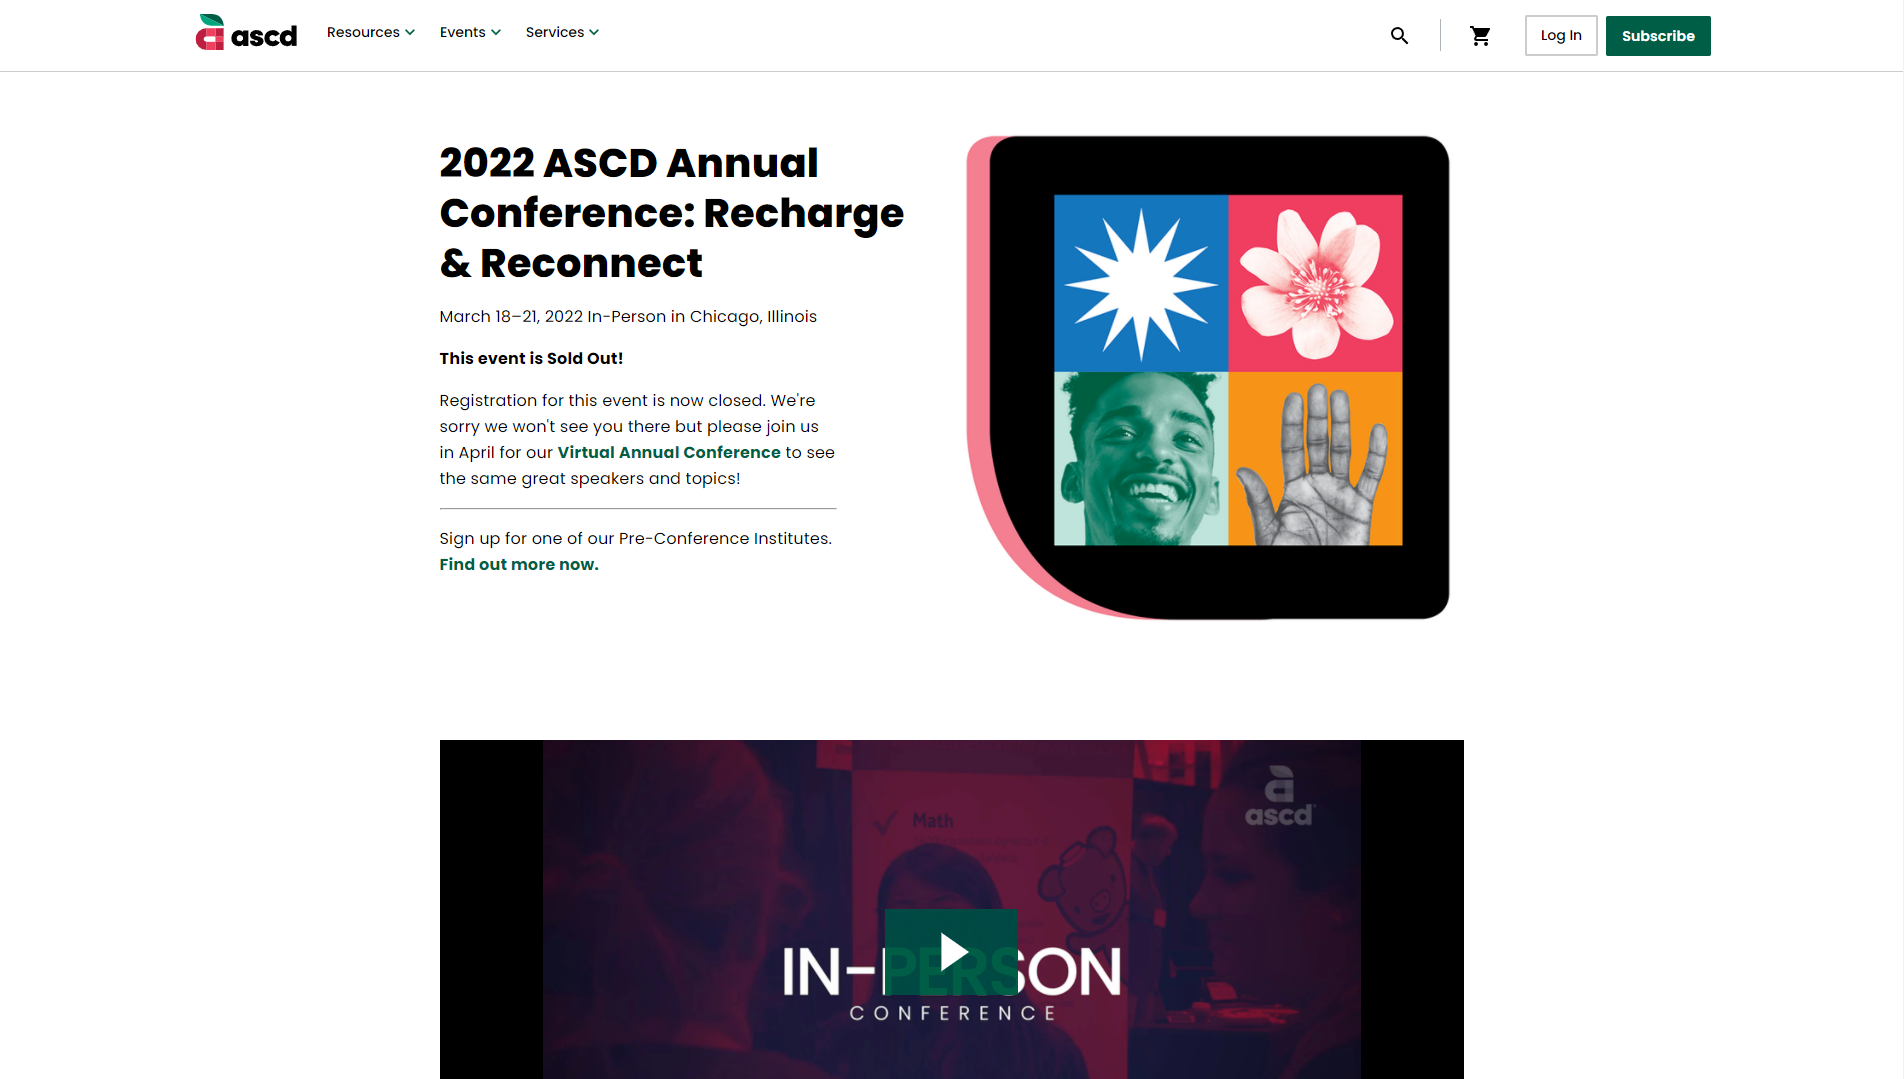 ascd
Resources
Events
Services
Log In
Subscribe
2022 ASCD Annual
Conference: Recharge
& Reconnect
March 18–21, 2022 In-Person in Chicago, Illinois
This event is Sold Out!
Registration for this event is now closed. We're
sorry we won't see you there but please join us
in April for our Virtual Annual Conference to see
the same great speakers and topics!
Sign up for one of our Pre-Conference Institutes.
Find out more now.
ascd
Math
IN-PERSON
CONFERENCE